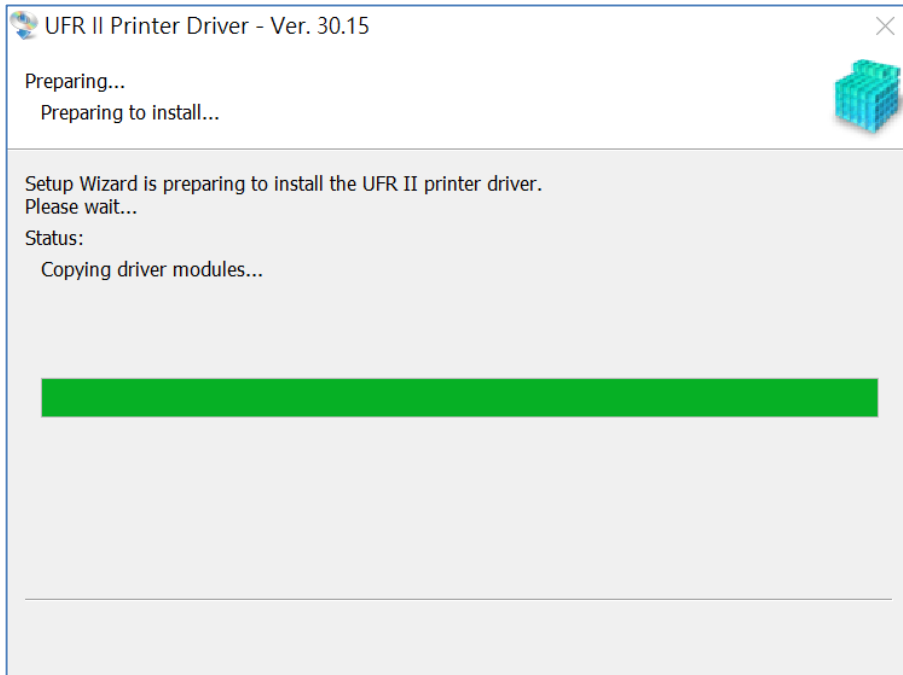 UFR II Printer Driver - Ver. 30.15
Preparing...
Preparing to install...
Setup Wizard is preparing to install the UFR II printer driver.
Please wait...
Status:
Copying driver modules...